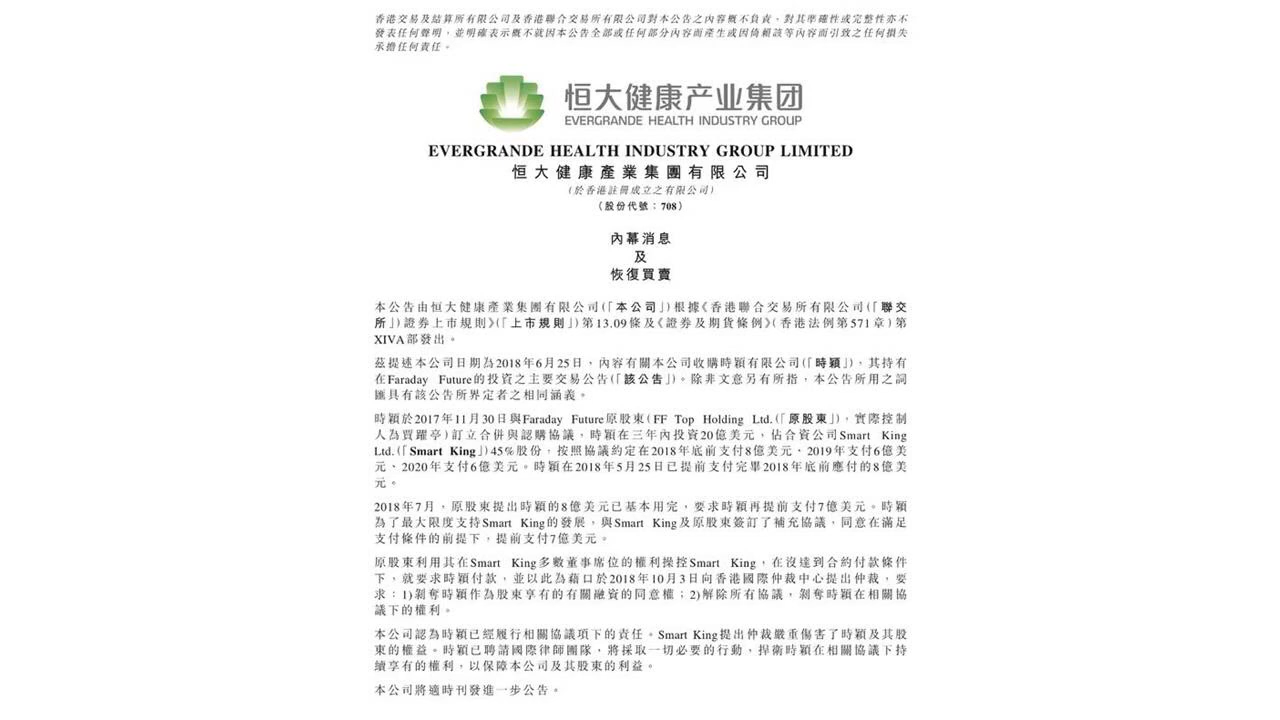 香港交易及結算所有限公司及香港聯合交易所有限公司對本公告之內容概不負責，對其準確性或完整性亦不
發表任何聲明，並明確表示概不就因本公告全部或任何部分內容而產生或因倚賴該等內容而引致之任何損失
承擔任何責任。
恒大健康产业集团
EVERGRANDE HEALTH INDUSTRY GROUP
EVERGRANDE HEALTH INDUSTRY GROUP LIMITED
恒大健康產業集團有限公司
(於香港註冊成立之有限公司)
(股份代號：708)
內幕消息
及
恢復買賣
本公告由恒大健康產業集團有限公司(「本公司」)根據《香港聯合交易所有限公司(「聯交
所」)證券上市規則》(「上市規則」)第13.09條及《證券及期貨條例》(香港法例第571章)第
XIVA部發出。
茲提述本公司日期為2018年6月25日、內容有關本公司收購時穎有限公司(「時穎」)，其持有
在Faraday Future的投資之主要交易公告(「該公告」)。除非文意另有所指，本公告所用之詞
匯具有該公告所界定者之相同涵義。
時穎於2017年11月30日與Faraday Future原股東(FF Top Holding Ltd.(「原股東」)，實際控制
人為賈躍亭)訂立合併與認購協議，時穎在三年內投資20億美元，佔合資公司Smart King
Ltd.(「Smart King」)45%股份，按照協議約定在2018年底前支付8億美元、2019年支付6億美
元、2020年支付6億美元。時穎在2018年5月25日已提前支付完畢2018年底前應付的8億美
元。
2018年7月，原股東提出時穎的8億美元已基本用完，要求時穎再提前支付7億美元。時穎
為了最大限度支持Smart King的發展，與Smart King及原股東簽訂了補充協議，同意在滿足
支付條件的前提下，提前支付7億美元。
原股東利用其在Smart King多數董事席位的權利操控Smart King，在沒達到合約付款條件
下，就要求時穎付款，並以此為藉口於2018年10月3日向香港國際仲裁中心提出仲裁，要
求：1)剝奪時穎作為股東享有的有關融資的同意權；2)解除所有協議，剝奪時穎在相關協
議下的權利。
本公司認為時穎已經履行相關協議項下的責任。Smart King提出仲裁嚴重傷害了時穎及其股
東的權益。時穎已聘請國際律師團隊，將採取一切必要的行動，捍衛時穎在相關協議下持
續享有的權利，以保障本公司及其股東的利益。
本公司將適時刊發進一步公告。